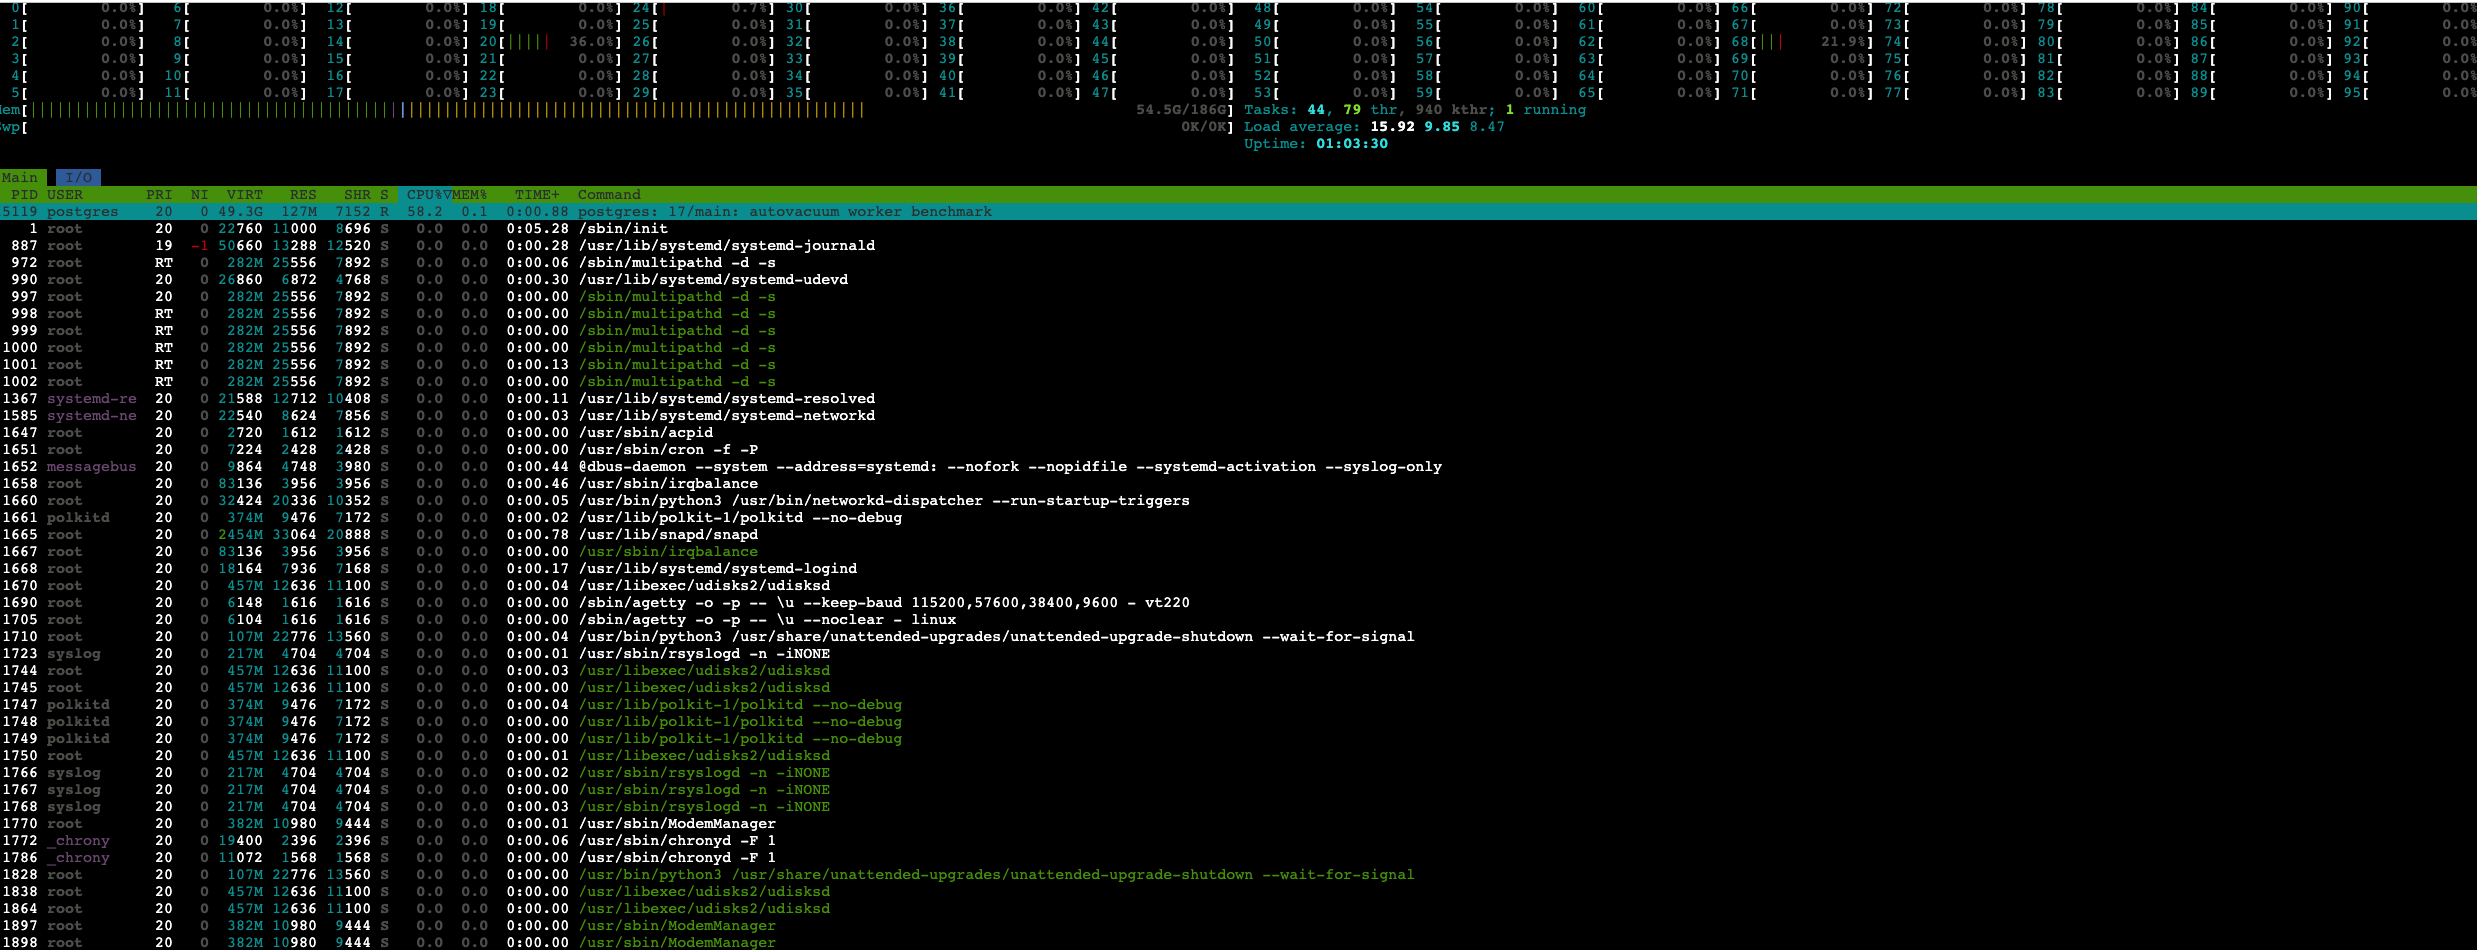 0[ 0.0%] 6[ 0.0%] 12[ 0.0%] 18[ 0.0%] 24[| 0.7%] 30[ 0.0%] 36[ 0.0%] 42[ 0.0%] 48[ 0.0%] 54[ 0.0%] 60[ 0.0%] 66[ 0.0%] 72[ 0.0%] 78[ 0.0%] 84[ 0.0%] 90[ 0.0%
1[ 0.0%] 7[ 0.0%] 13[ 0.0%] 19[ 0.0%] 25[ 0.0%] 31[ 0.0%] 37[ 0.0%] 43[ 0.0%] 49[ 0.0%] 55[ 0.0%] 61[ 0.0%] 67[ 0.0%] 73[ 0.0%] 79[ 0.0%] 85[ 0.0%] 91[ 0.0%
2[ 0.0%] 8[ 0.0%] 14[ 0.0%] 20[||||| 36.0%] 26[ 0.0%] 32[ 0.0%] 38[ 0.0%] 44[ 0.0%] 50[ 0.0%] 56[ 0.0%] 62[ 0.0%] 68[||| 21.9%] 74[ 0.0%] 80[ 0.0%] 86[ 0.0%] 92[ 0.0%
3[ 0.0%] 9[ 0.0%] 15[ 0.0%] 21[ 0.0%] 27[ 0.0%] 33[ 0.0%] 39[ 0.0%] 45[ 0.0%] 51[ 0.0%] 57[ 0.0%] 63[ 0.0%] 69[ 0.0%] 75[ 0.0%] 81[ 0.0%] 87[ 0.0%] 93[ 0.0%
4[ 0.0%] 10[ 0.0%] 16[ 0.0%] 22[ 0.0%] 28[ 0.0%] 34[ 0.0%] 40[ 0.0%] 46[ 0.0%] 52[ 0.0%] 58[ 0.0%] 64[ 0.0%] 70[ 0.0%] 76[ 0.0%] 82[ 0.0%] 88[ 0.0%] 94[ 0.0%
5[ 0.0%] 11[ 0.0%] 17[ 0.0%] 23[ 0.0%] 29[ 0.0%] 35[ 0.0%] 41[ 0.0%] 47[ 0.0%] 53[ 0.0%] 59[ 0.0%] 65[ 0.0%] 71[ 0.0%] 77[ 0.0%] 83[ 0.0%] 89[ 0.0%] 95[ 0.0%
em[ 54.5G/186G] Tasks: 44, 79 thr, 940 kthr; 1 running
wp[ 0K/0K] Load average: 15.92 9.85 8.47
Uptime: 01:03:30
Main I/O
PID USER PRI NI VIRT RES SHR S CPU%▽MEM% TIME+ Command
5119 postgres 20 0 49.3G 127M 7152 R 58.2 0.1 0:00.88 postgres: 17/main: autovacuum worker benchmark
1 root 20 0 22760 11000 8696 S 0.0 0.0 0:05.28 /sbin/init
887 root 19 -1 50660 13288 12520 S 0.0 0.0 0:00.28 /usr/lib/systemd/systemd-journald
972 root RT 0 282M 25556 7892 S 0.0 0.0 0:00.06 /sbin/multipathd -d -s
990 root 20 0 26860 6872 4768 S 0.0 0.0 0:00.30 /usr/lib/systemd/systemd-udevd
997 root 20 0 282M 25556 7892 S 0.0 0.0 0:00.00 /sbin/multipathd -d -s
998 root RT 0 282M 25556 7892 S 0.0 0.0 0:00.00 /sbin/multipathd -d -s
999 root RT 0 282M 25556 7892 S 0.0 0.0 0:00.00 /sbin/multipathd -d -s
1000 root RT 0 282M 25556 7892 S 0.0 0.0 0:00.00 /sbin/multipathd -d -s
1001 root RT 0 282M 25556 7892 S 0.0 0.0 0:00.13 /sbin/multipathd -d -s
1002 root RT 0 282M 25556 7892 S 0.0 0.0 0:00.00 /sbin/multipathd -d -s
1367 systemd-re 20 0 21588 12712 10408 S 0.0 0.0 0:00.11 /usr/lib/systemd/systemd-resolved
1585 systemd-ne 20 0 22540 8624 7856 S 0.0 0.0 0:00.03 /usr/lib/systemd/systemd-networkd
1647 root 20 0 2720 1612 1612 S 0.0 0.0 0:00.00 /usr/sbin/acpid
1651 root 20 0 7224 2428 2428 S 0.0 0.0 0:00.00 /usr/sbin/cron -f -P
1652 messagebus 20 0 9864 4748 3980 S 0.0 0.0 0:00.44 @dbus-daemon --system --address=systemd: --nofork --nopidfile --systemd-activation --syslog-only
1658 root 20 0 83136 3956 3956 S 0.0 0.0 0:00.46 /usr/sbin/irqbalance
1660 root 20 0 32424 20336 10352 S 0.0 0.0 0:00.05 /usr/bin/python3 /usr/bin/networkd-dispatcher --run-startup-triggers
1661 polkitd 20 0 374M 9476 7172 S 0.0 0.0 0:00.02 /usr/lib/polkit-1/polkitd --no-debug
1665 root 20 0 2454M 33064 20888 S 0.0 0.0 0:00.78 /usr/lib/snapd/snapd
1667 root 20 0 83136 3956 3956 S 0.0 0.0 0:00.00 /usr/sbin/irqbalance
1668 root 20 0 18164 7936 7168 S 0.0 0.0 0:00.17 /usr/lib/systemd/systemd-logind
1670 root 20 0 457M 12636 11100 S 0.0 0.0 0:00.04 /usr/libexec/udisks2/udisksd
1690 root 20 0 6148 1616 1616 S 0.0 0.0 0:00.00 /sbin/agetty -o -p -- \u --keep-baud 115200,57600,38400,9600 - vt220
1705 root 20 0 6104 1616 1616 S 0.0 0.0 0:00.00 /sbin/agetty -o -p -- \u --noclear - linux
1710 root 20 0 107M 22776 13560 S 0.0 0.0 0:00.04 /usr/bin/python3 /usr/share/unattended-upgrades/unattended-upgrade-shutdown --wait-for-signal
1723 syslog 20 0 217M 4704 4704 S 0.0 0.0 0:00.01 /usr/sbin/rsyslogd -n -iNONE
1744 root 20 0 457M 12636 11100 S 0.0 0.0 0:00.03 /usr/libexec/udisks2/udisksd
1745 root 20 0 457M 12636 11100 S 0.0 0.0 0:00.00 /usr/libexec/udisks2/udisksd
1747 polkitd 20 0 374M 9476 7172 S 0.0 0.0 0:00.04 /usr/lib/polkit-1/polkitd --no-debug
1748 polkitd 20 0 374M 9476 7172 S 0.0 0.0 0:00.00 /usr/lib/polkit-1/polkitd --no-debug
1749 polkitd 20 0 374M 9476 7172 S 0.0 0.0 0:00.00 /usr/lib/polkit-1/polkitd --no-debug
1750 root 20 0 457M 12636 11100 S 0.0 0.0 0:00.01 /usr/libexec/udisks2/udisksd
1766 syslog 20 0 217M 4704 4704 S 0.0 0.0 0:00.02 /usr/sbin/rsyslogd -n -iNONE
1767 syslog 20 0 217M 4704 4704 S 0.0 0.0 0:00.00 /usr/sbin/rsyslogd -n -iNONE
1768 syslog 20 0 217M 4704 4704 S 0.0 0.0 0:00.03 /usr/sbin/rsyslogd -n -iNONE
1770 root 20 0 382M 10980 9444 S 0.0 0.0 0:00.01 /usr/sbin/ModemManager
1772 _chrony 20 0 19400 2396 2396 S 0.0 0.0 0:00.06 /usr/sbin/chronyd -F 1
1786 _chrony 20 0 11072 1568 1568 S 0.0 0.0 0:00.00 /usr/sbin/chronyd -F 1
1828 root 20 0 107M 22776 13560 S 0.0 0.0 0:00.00 /usr/bin/python3 /usr/share/unattended-upgrades/unattended-upgrade-shutdown --wait-for-signal
1838 root 20 0 457M 12636 11100 S 0.0 0.0 0:00.00 /usr/libexec/udisks2/udisksd
1864 root 20 0 457M 12636 11100 S 0.0 0.0 0:00.00 /usr/libexec/udisks2/udisksd
1897 root 20 0 382M 10980 9444 S 0.0 0.0 0:00.00 /usr/sbin/ModemManager
1898 root 20 0 382M 10980 9444 S 0.0 0.0 0:00.00 /usr/sbin/ModemManager